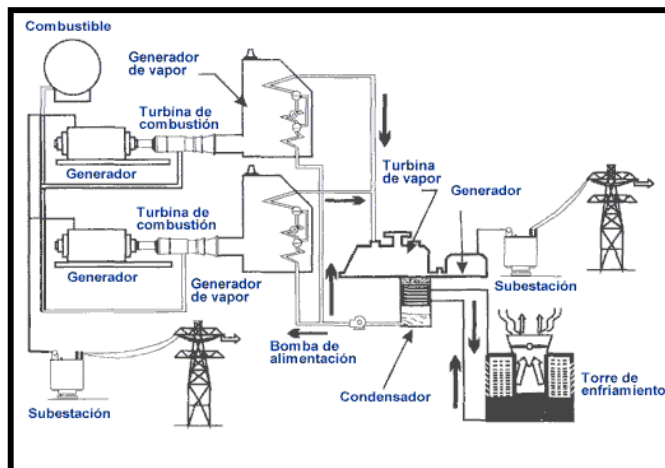 Combustible
Generador
de vapor
Turbina de
combustión
Generador
Turbina de
vapor
Generador
Turbina de
combustión
Generador
Generador
de vapor
Subestación
Bomba de
alimentación
Condensador
Torre de
enfriamiento
Subestación